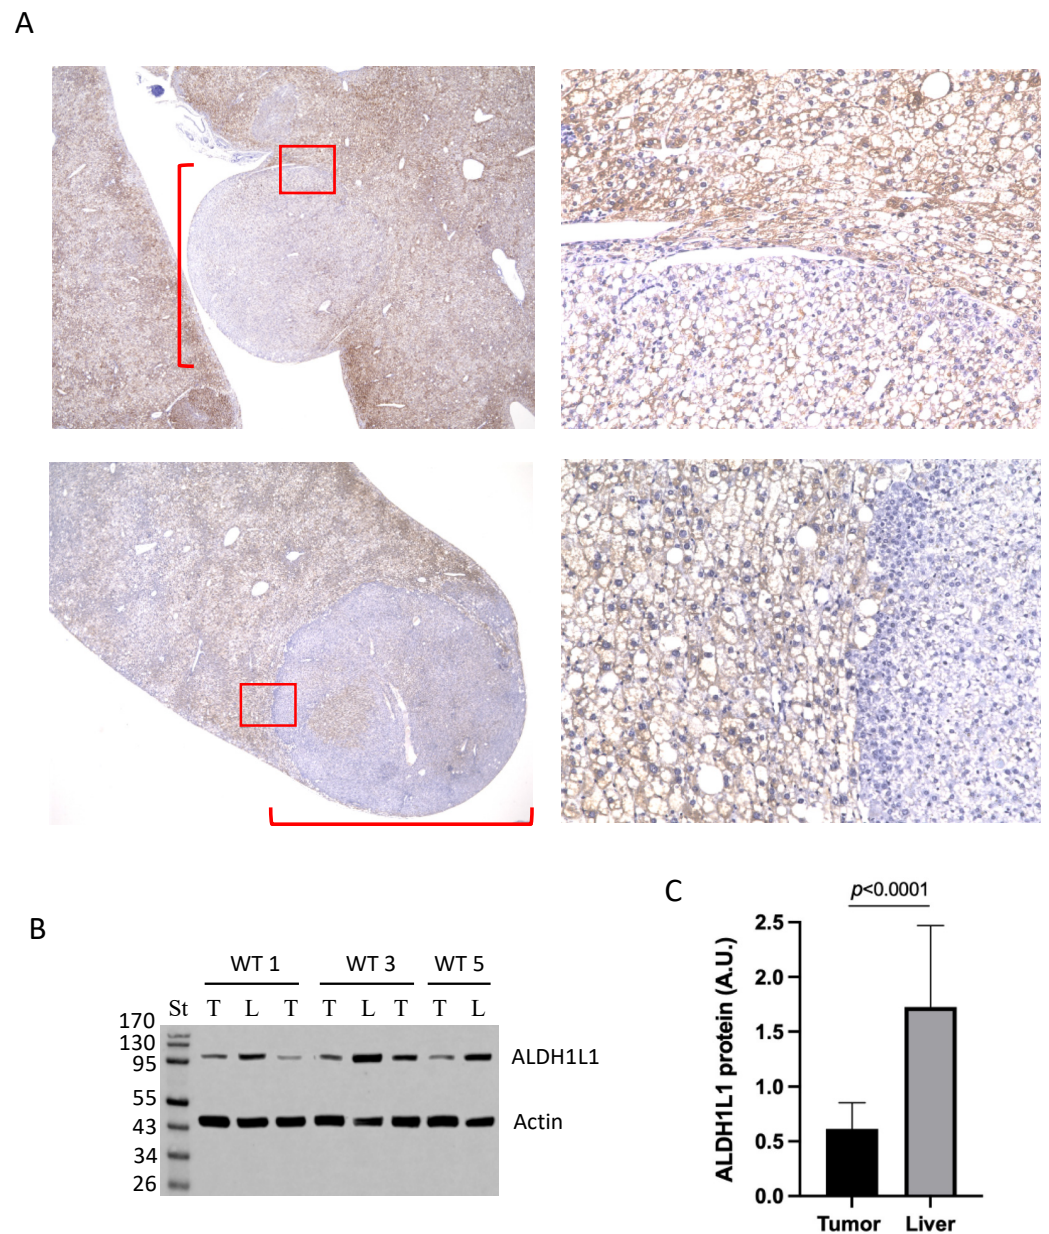 A
B
WT 1 WT 3 WT 5
St T L T T L T T L
170
130
95
55
43
34
26
ALDH1L1
Actin
C
p<0.0001
ALDH1L1 protein (A.U.)
2.5
2.0
1.5
1.0
0.5
0.0
Tumor Liver